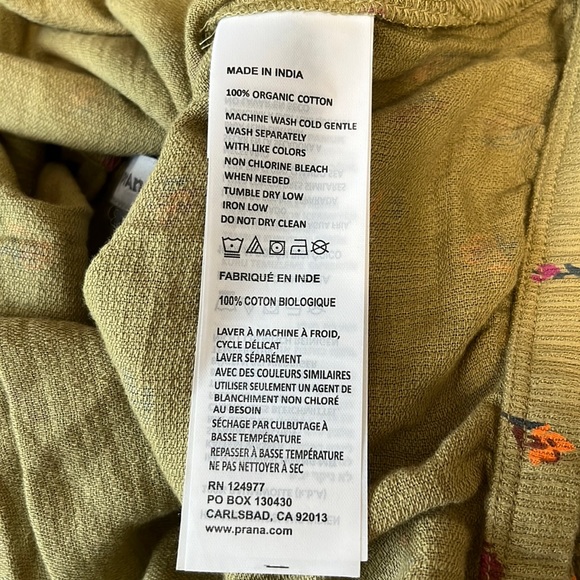 MADE IN INDIA
100% ORGANIC COTTON
MACHINE WASH COLD GENTLE
WASH SEPARATELY
WITH LIKE COLORS
NON CHLORINE BLEACH
WHEN NEEDED
TUMBLE DRY LOW
IRON LOW
DO NOT DRY CLEAN
FABRIQUÉ EN INDE
100% COTON BIOLOGIQUE
LAVER À MACHINE À FROID,
CYCLE DÉLICAT
LAVER SÉPARÉMENT
AVEC DES COULEURS SIMILAIRES
UTILISER SEULEMENT UN AGENT DE
BLANCHIMENT NON CHLORÉ
AU BESOIN
SÉCHAGE PAR CULBUTAGE À
BASSE TEMPÉRATURE
REPASSER À BASSE TEMPÉRATURE
NE PAS NETTOYER À SEC
RN 124977
PO BOX 130430
CARLSBAD, CA 92013
www.prana.com